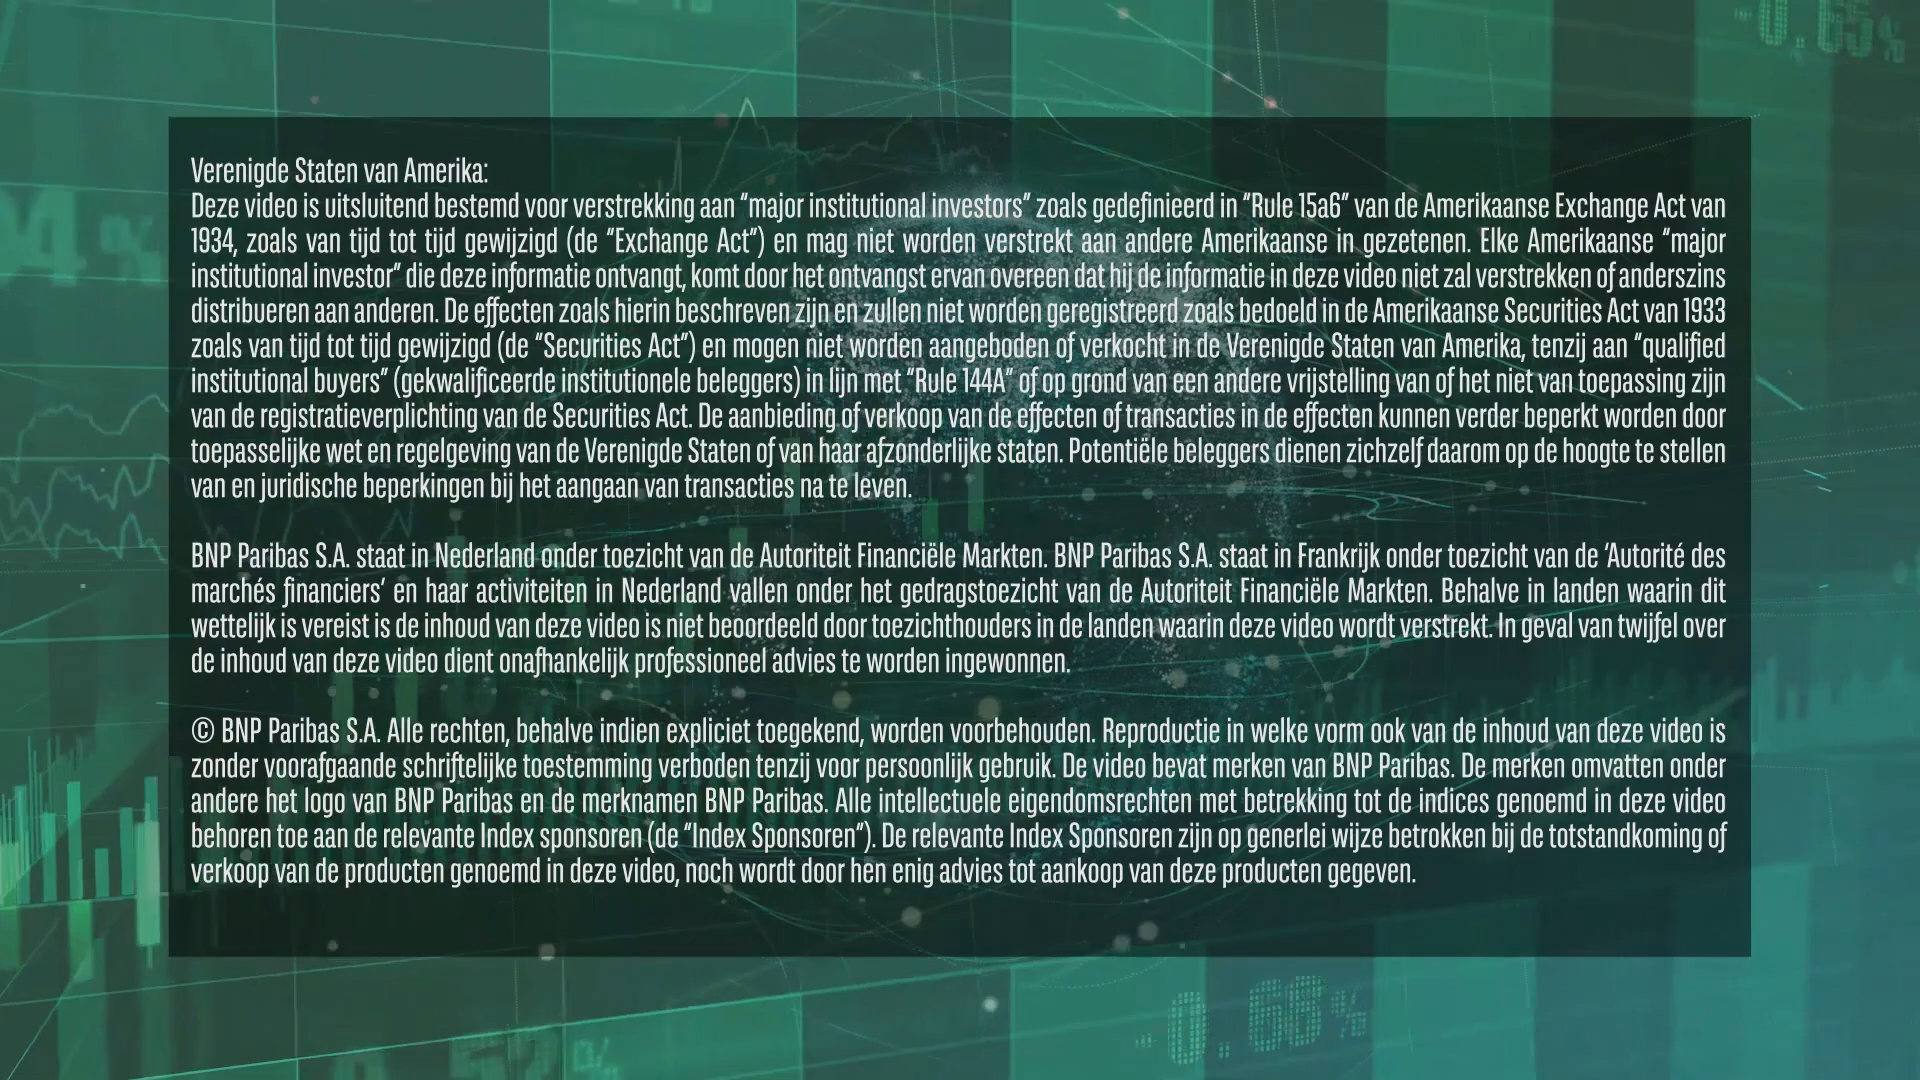 -0.65%
4%
Verenigde Staten van Amerika:
Deze video is uitsluitend bestemd voor verstrekking aan “major institutional investors” zoals gedefinieerd in “Rule 15a6” van de Amerikaanse Exchange Act van
1934, zoals van tijd tot tijd gewijzigd (de “Exchange Act”) en mag niet worden verstrekt aan andere Amerikaanse in gezetenen. Elke Amerikaanse “major
institutional investor” die deze informatie ontvangt, komt door het ontvangst ervan overeen dat hij de informatie in deze video niet zal verstrekken of anderszins
distribueren aan anderen. De effecten zoals hierin beschreven zijn en zullen niet worden geregistreerd zoals bedoeld in de Amerikaanse Securities Act van 1933
zoals van tijd tot tijd gewijzigd (de “Securities Act”) en mogen niet worden aangeboden of verkocht in de Verenigde Staten van Amerika, tenzij aan “qualified
institutional buyers” (gekwalificeerde institutionele beleggers) in lijn met “Rule 144A” of op grond van een andere vrijstelling van of het niet van toepassing zijn
van de registratieverplichting van de Securities Act. De aanbieding of verkoop van de effecten of transacties in de effecten kunnen verder beperkt worden door
toepasselijke wet en regelgeving van de Verenigde Staten of van haar afzonderlijke staten. Potentiële beleggers dienen zichzelf daarom op de hoogte te stellen
van en juridische beperkingen bij het aangaan van transacties na te leven.
BNP Paribas S.A. staat in Nederland onder toezicht van de Autoriteit Financiële Markten. BNP Paribas S.A. staat in Frankrijk onder toezicht van de ‘Autorité des
marchés financiers’ en haar activiteiten in Nederland vallen onder het gedragstoezicht van de Autoriteit Financiële Markten. Behalve in landen waarin dit
wettelijk is vereist is de inhoud van deze video is niet beoordeeld door toezichthouders in de landen waarin deze video wordt verstrekt. In geval van twijfel over
de inhoud van deze video dient onafhankelijk professioneel advies te worden ingewonnen.
© BNP Paribas S.A. Alle rechten, behalve indien expliciet toegekend, worden voorbehouden. Reproductie in welke vorm ook van de inhoud van deze video is
zonder voorafgaande schriftelijke toestemming verboden tenzij voor persoonlijk gebruik. De video bevat merken van BNP Paribas. De merken omvatten onder
andere het logo van BNP Paribas en de merknamen BNP Paribas. Alle intellectuele eigendomsrechten met betrekking tot de indices genoemd in deze video
behoren toe aan de relevante Index sponsoren (de “Index Sponsoren”). De relevante Index Sponsoren zijn op generlei wijze betrokken bij de totstandkoming of
verkoop van de producten genoemd in deze video, noch wordt door hen enig advies tot aankoop van deze producten gegeven.
-0.68%